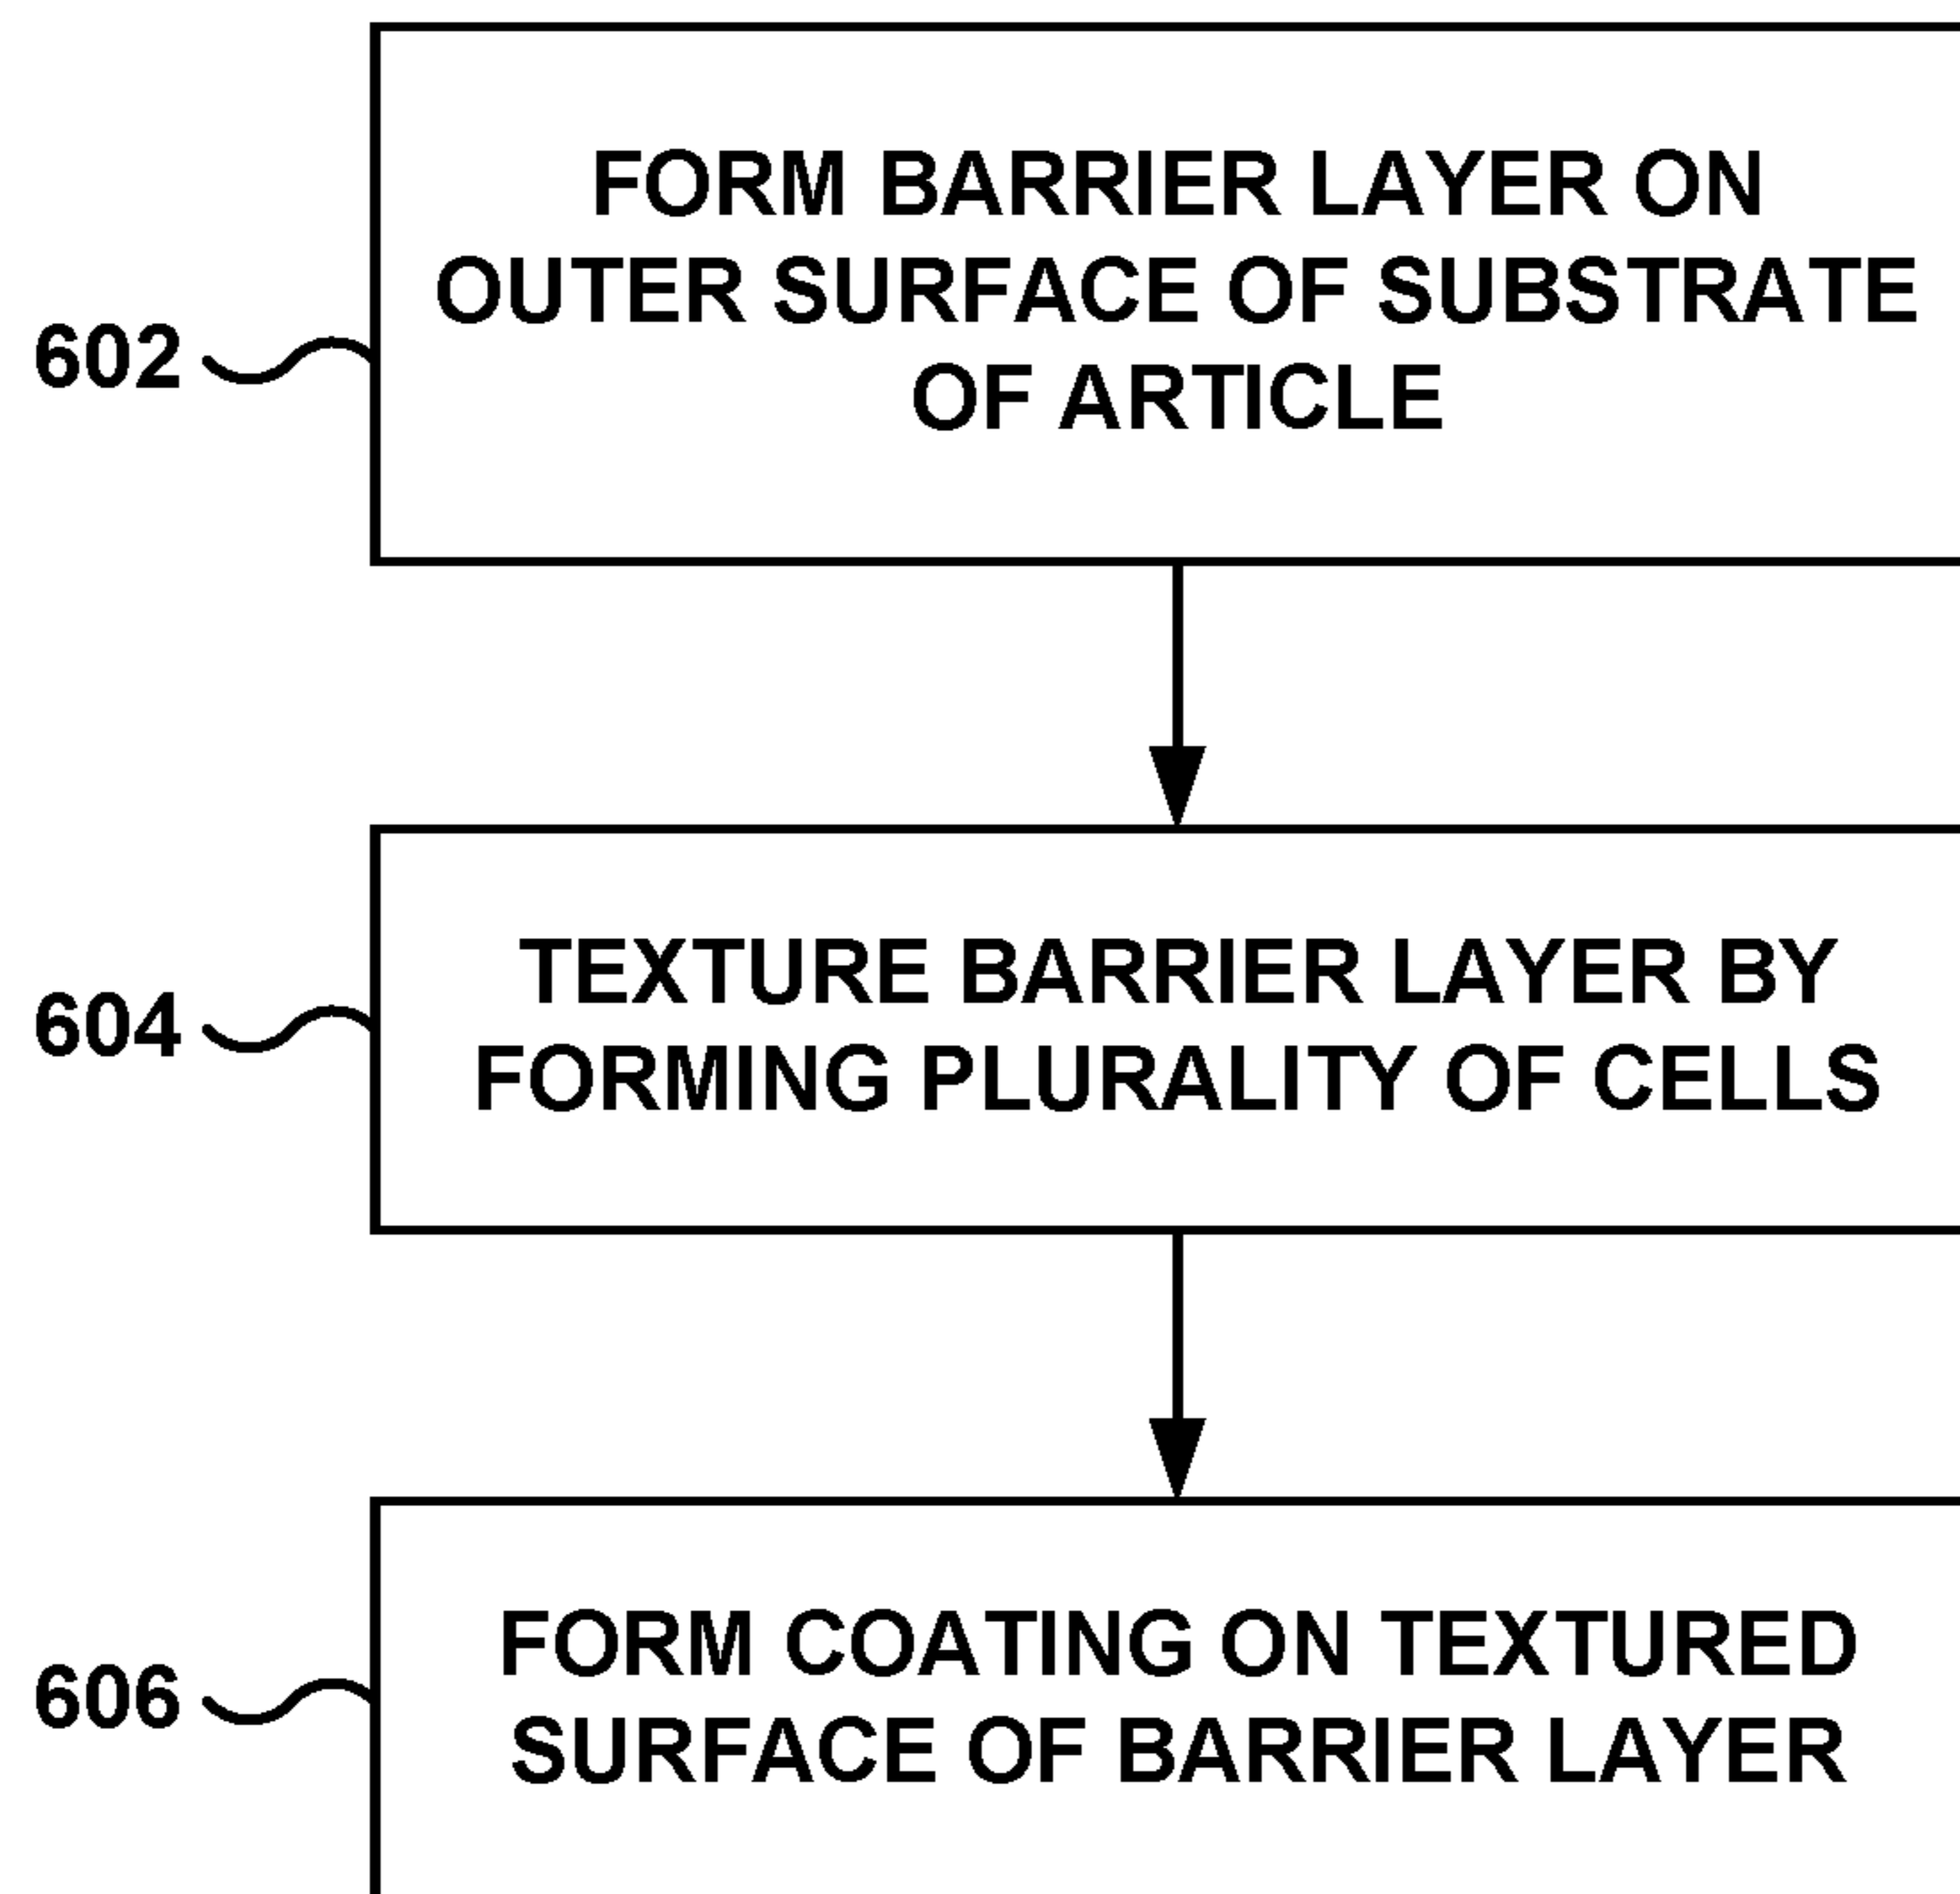 FORM BARRIER LAYER ON
OUTER SURFACE OF SUBSTRATE
OF ARTICLE
602
TEXTURE BARRIER LAYER BY
FORMING PLURALITY OF CELLS
604
FORM COATING ON TEXTURED
SURFACE OF BARRIER LAYER
606